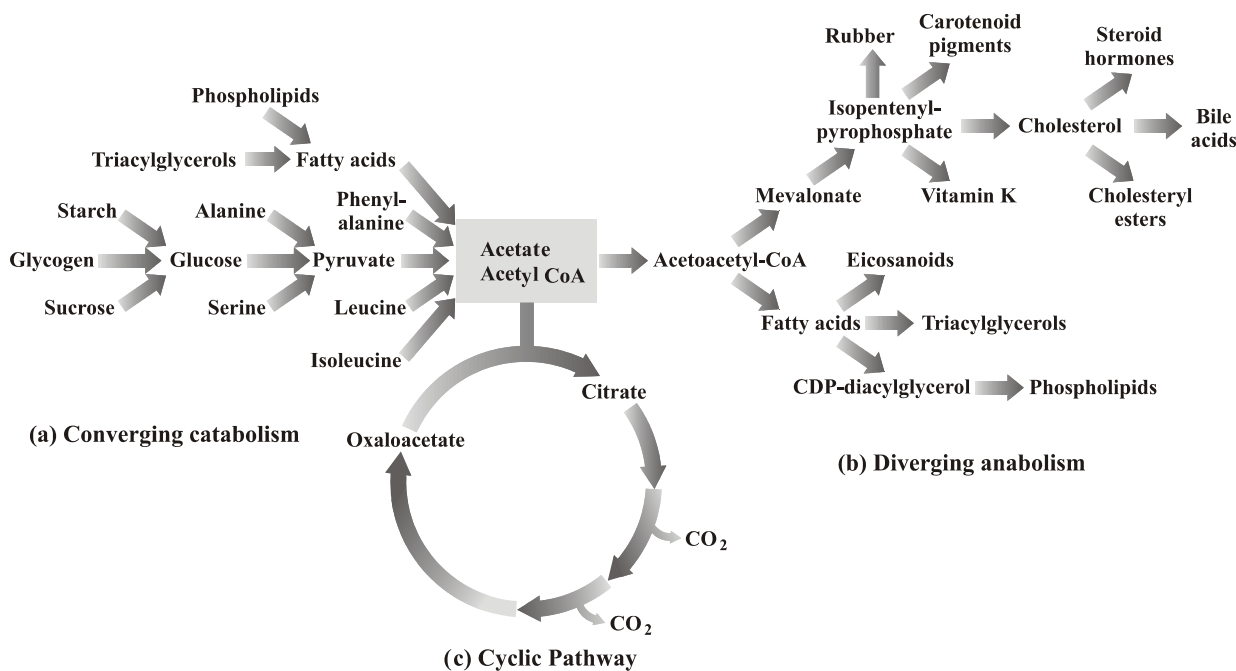 Phospholipids
Triacylglycerols
Fatty acids
Starch
Alanine
Phenyl-
alanine
Glycogen
Glucose
Pyruvate
Sucrose
Serine
Leucine
Isoleucine
Acetate
Acetyl CoA
(a) Converging catabolism
Rubber
Carotenoid
pigments
Steroid
hormones
Isopentenyl-
pyrophosphate
Cholesterol
Bile
acids
Mevalonate
Vitamin K
Cholesteryl
esters
Acetoacetyl-CoA
Eicosanoids
Fatty acids
Triacylglycerols
CDP-diacylglycerol
Phospholipids
(b) Diverging anabolism
Citrate
Oxaloacetate
CO2
CO2
(c) Cyclic Pathway